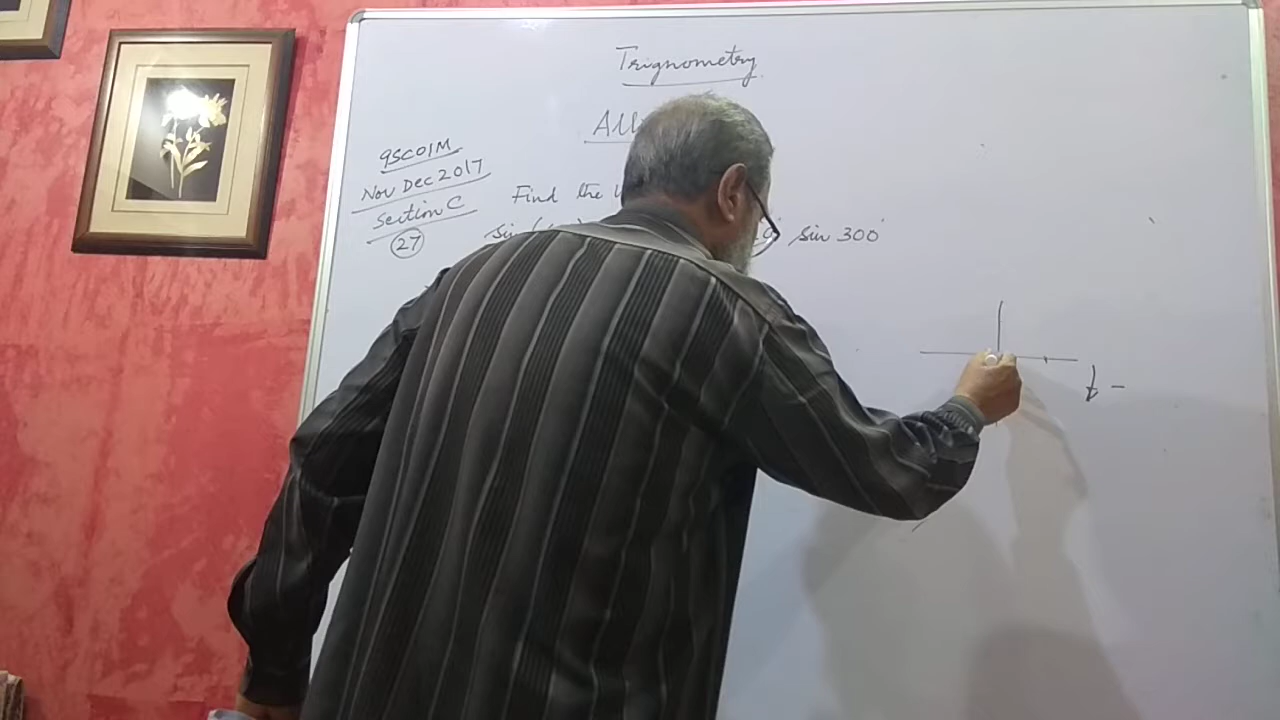 Trignometry
All
9SC01M
Nov Dec 2017
Section C
27
Find the
sin ( sin 300°
-